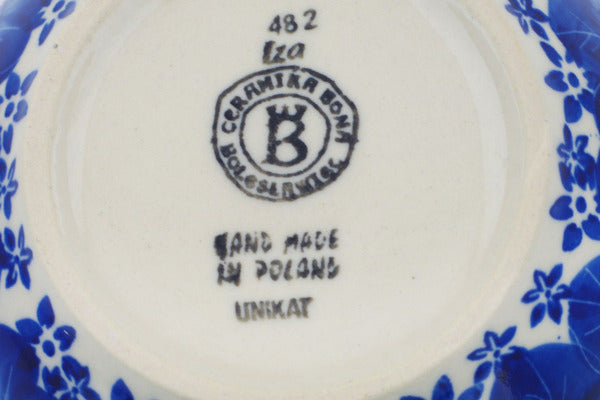 482
Iza
CERAMIKA BONA
B
BOLESŁAWIEC
HAND MADE
IN POLAND
UNIKAT